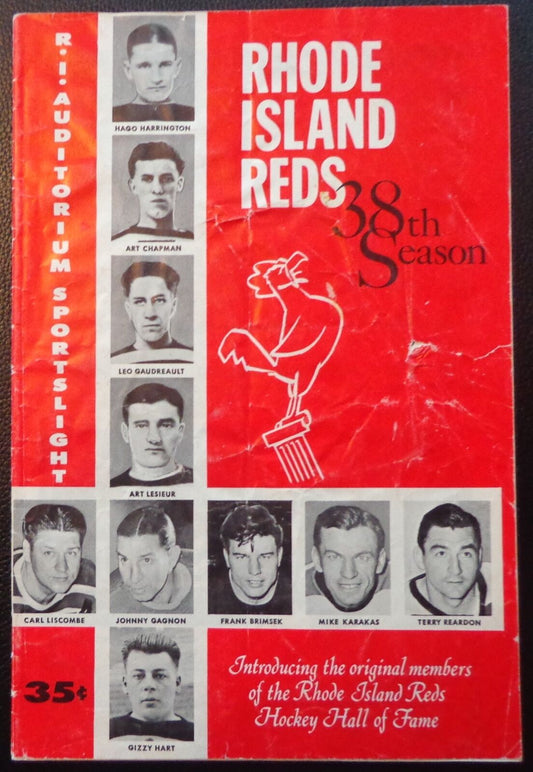 R.I. AUDITORIUM SPORTSLIGHT
RHODE
ISLAND
REDS
38th
Season
HAGO HARRINGTON
ART CHAPMAN
LEO GAUDREAULT
ART LESIEUR
CARL LISCOMBE
JOHNNY GAGNON
FRANK BRIMSEK
MIKE KARAKAS
TERRY REARDON
GIZZY HART
35¢
Introducing the original members
of the Rhode Island Reds
Hockey Hall of Fame